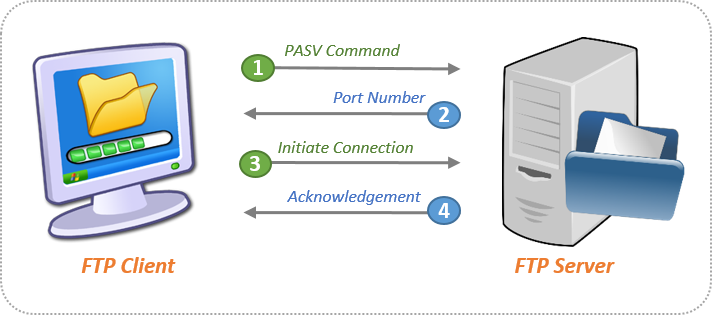 PASV Command
1
Port Number
2
Initiate Connection
3
Acknowledgement
4
FTP Client
FTP Server